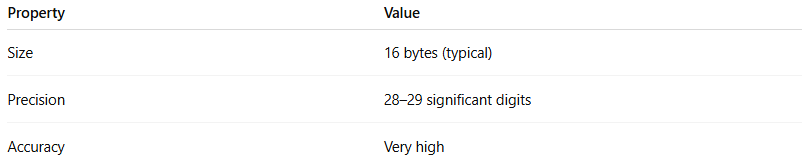 Property Value
Size 16 bytes (typical)
Precision 28–29 significant digits
Accuracy Very high